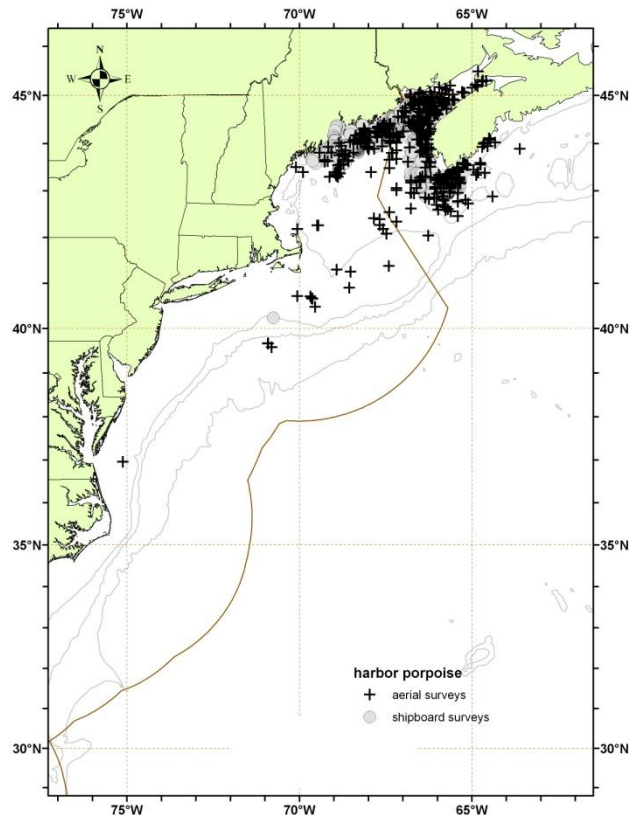 75°W 70°W 65°W
N
W E
S
45°N 45°N
40°N 40°N
35°N 35°N
harbor porpoise
aerial surveys
shipboard surveys
30°N 30°N
75°W 70°W 65°W